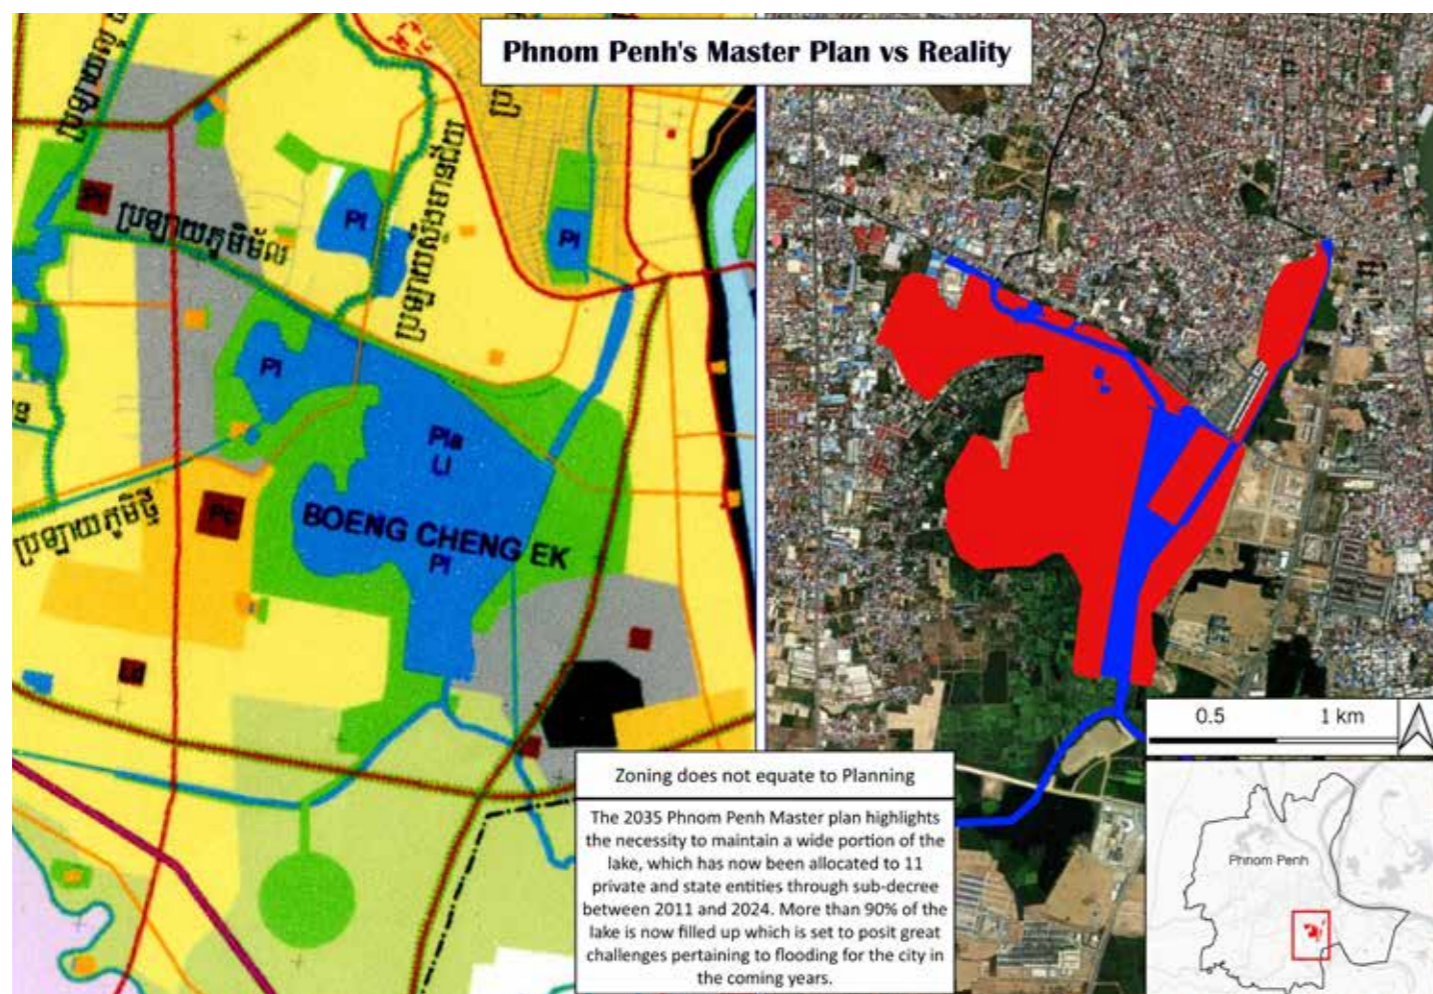 Phnom Penh's Master Plan vs Reality
Pl
Pl
Pl
Pla
Ll
BOENG CHENG EK
Pl
Zoning does not equate to Planning
The 2035 Phnom Penh Master plan highlights
the necessity to maintain a wide portion of the
lake, which has now been allocated to 11
private and state entities through sub-decree
between 2011 and 2024. More than 90% of the
lake is now filled up which is set to posit great
challenges pertaining to flooding for the city in
the coming years.
0.5 1 km
Phnom Penh